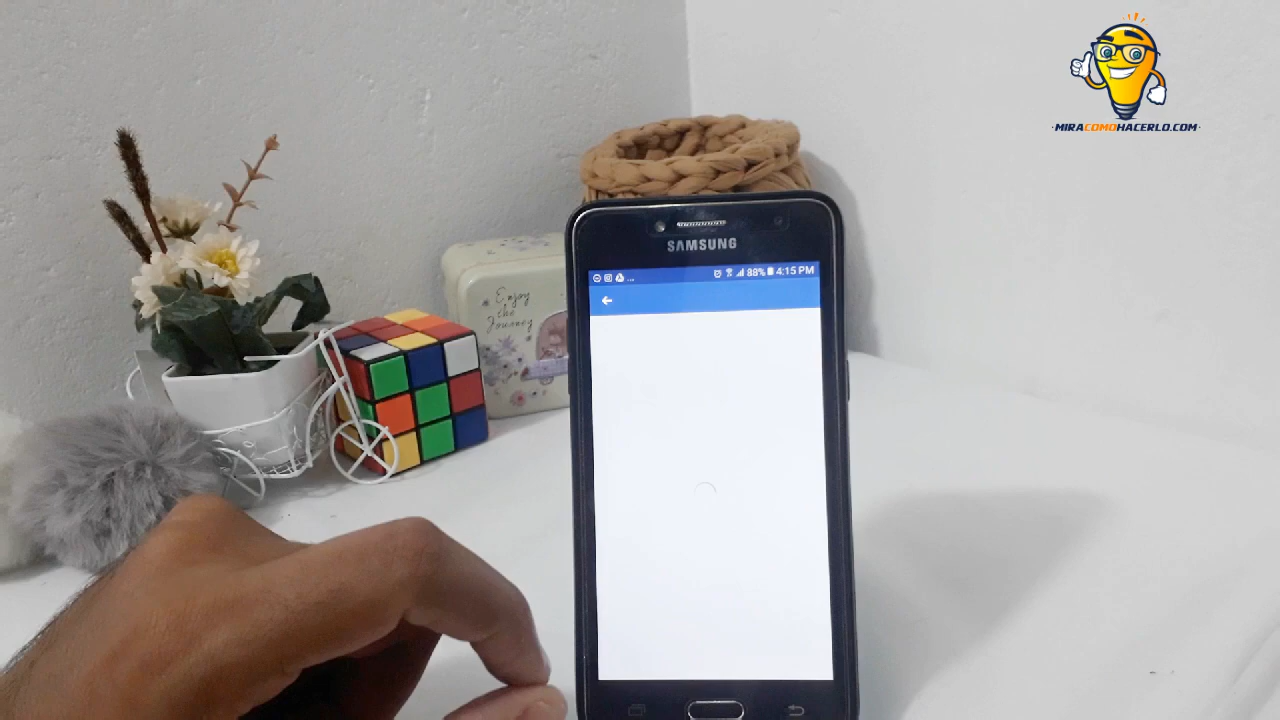 MIRACOMOHACERLO.COM
SAMSUNG
88% 4:15 PM
Enjoy
the
Journey